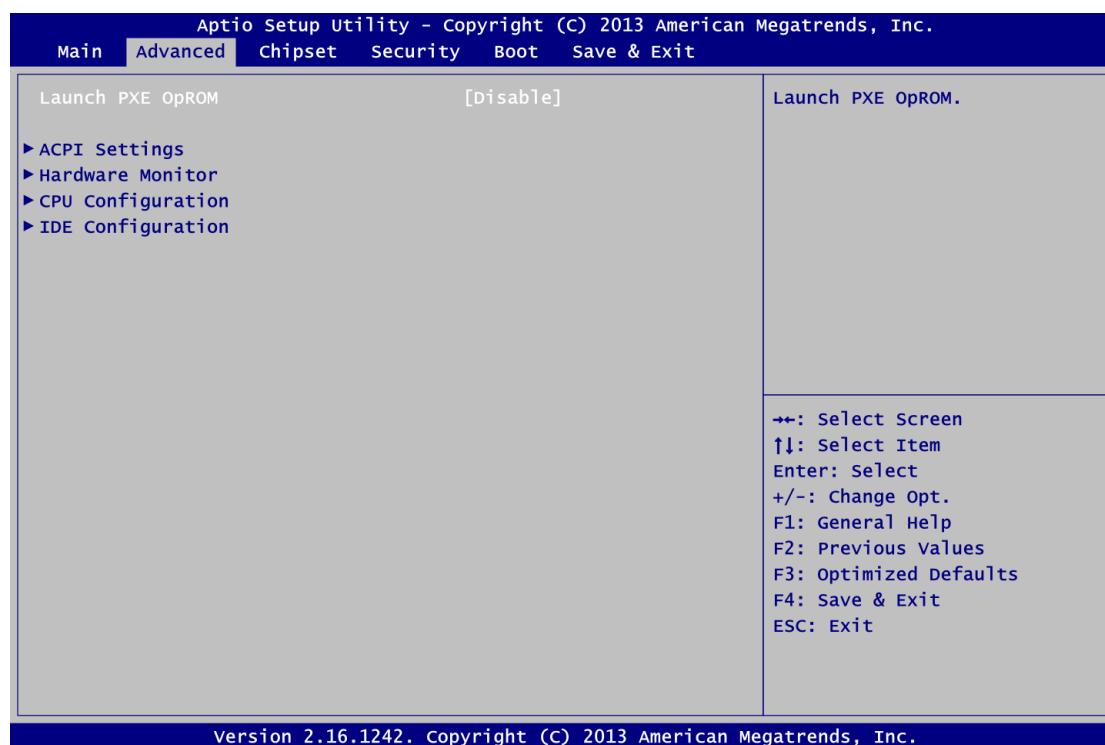 Aptio Setup Utility - Copyright (C) 2013 American Megatrends, Inc.
Main Advanced Chipset Security Boot Save & Exit
Launch PXE OpROM [Disable]
►ACPI Settings
►Hardware Monitor
►CPU Configuration
►IDE Configuration
Launch PXE OpROM.
→←: Select Screen
↑↓: Select Item
Enter: Select
+/-: Change Opt.
F1: General Help
F2: Previous Values
F3: Optimized Defaults
F4: Save & Exit
ESC: Exit
Version 2.16.1242. Copyright (C) 2013 American Megatrends, Inc.